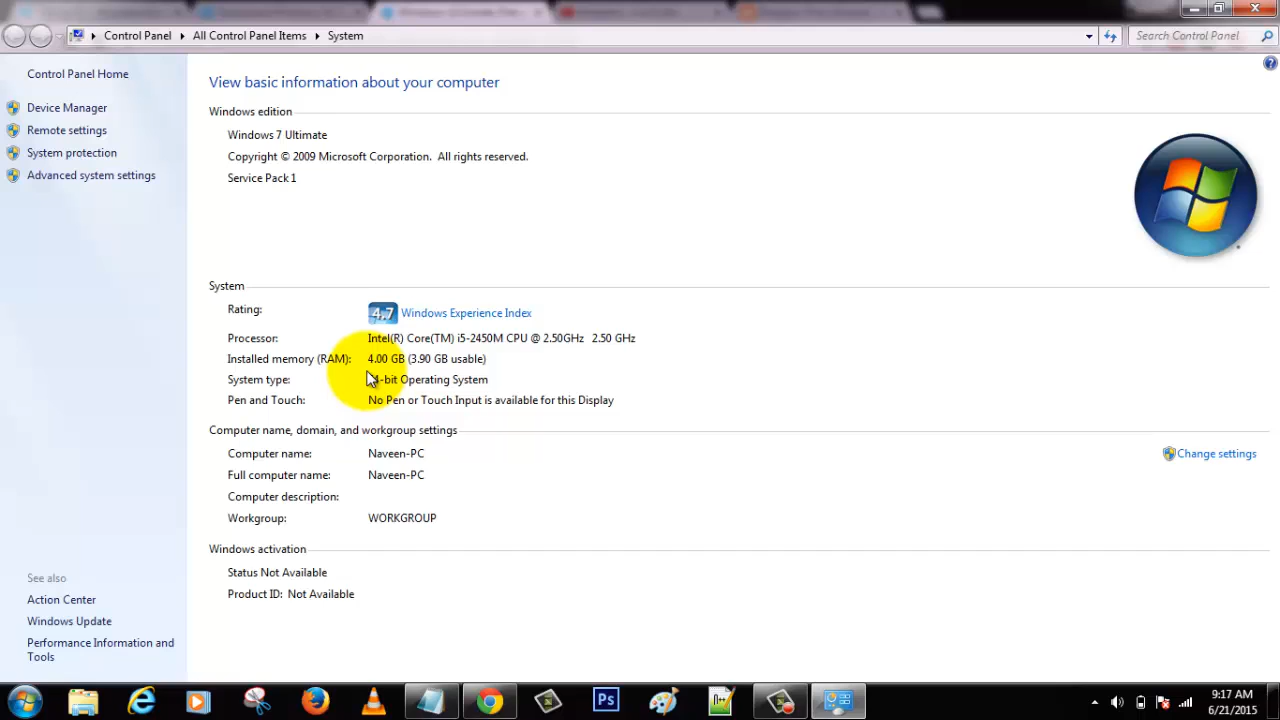 Control Panel
All Control Panel Items
System
Search Control Panel
Control Panel Home
Device Manager
Remote settings
System protection
Advanced system settings
View basic information about your computer
Windows edition
Windows 7 Ultimate
Copyright © 2009 Microsoft Corporation. All rights reserved.
Service Pack 1
System
Rating: 4.7 Windows Experience Index
Processor: Intel(R) Core(TM) i5-2450M CPU @ 2.50GHz 2.50 GHz
Installed memory (RAM): 4.00 GB (3.90 GB usable)
System type: 4-bit Operating System
Pen and Touch: No Pen or Touch Input is available for this Display
Computer name, domain, and workgroup settings
Computer name: Naveen-PC
Change settings
Full computer name: Naveen-PC
Computer description:
Workgroup: WORKGROUP
Windows activation
Status Not Available
Product ID: Not Available
See also
Action Center
Windows Update
Performance Information and
Tools
Ps
9:17 AM
6/21/2015